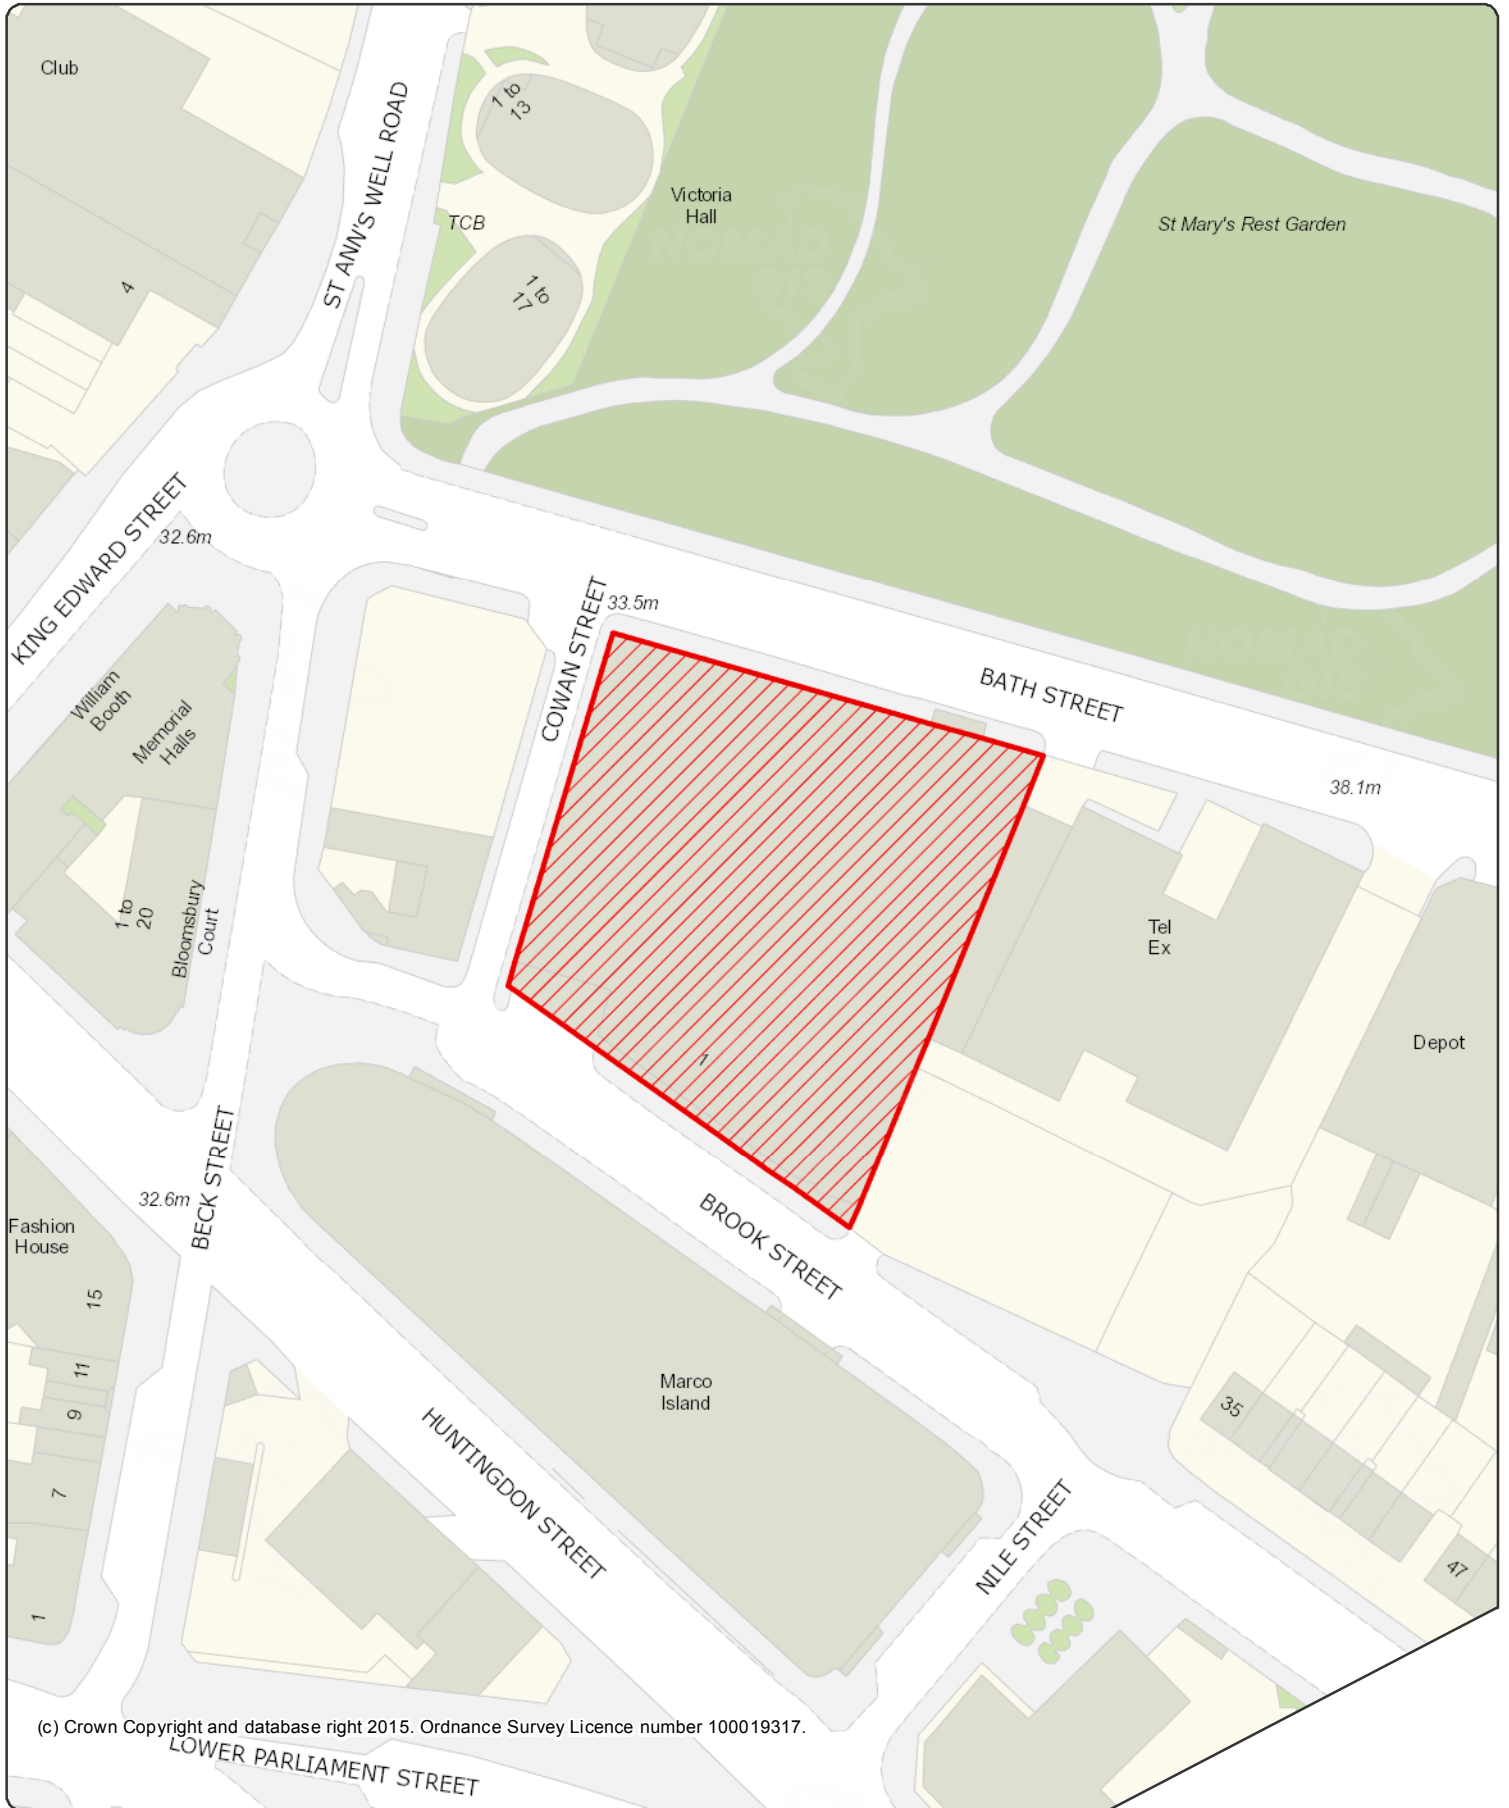 Club
ST ANN'S WELL ROAD
1 to
13
Victoria
Hall
TCB
St Mary's Rest Garden
NOMAD
GIS
4
1 to
17
KING EDWARD STREET
32.6m
COWAN STREET
33.5m
NOMAD
GIS
BATH STREET
William
Booth
Memorial
Halls
38.1m
1 to
20
Bloomsbury
Court
Tel
Ex
Depot
1
BECK STREET
32.6m
BROOK STREET
Fashion
House
15
11
9
7
1
Marco
Island
35
HUNTINGDON STREET
NILE STREET
47
(c) Crown Copyright and database right 2015. Ordnance Survey Licence number 100019317.
LOWER PARLIAMENT STREET